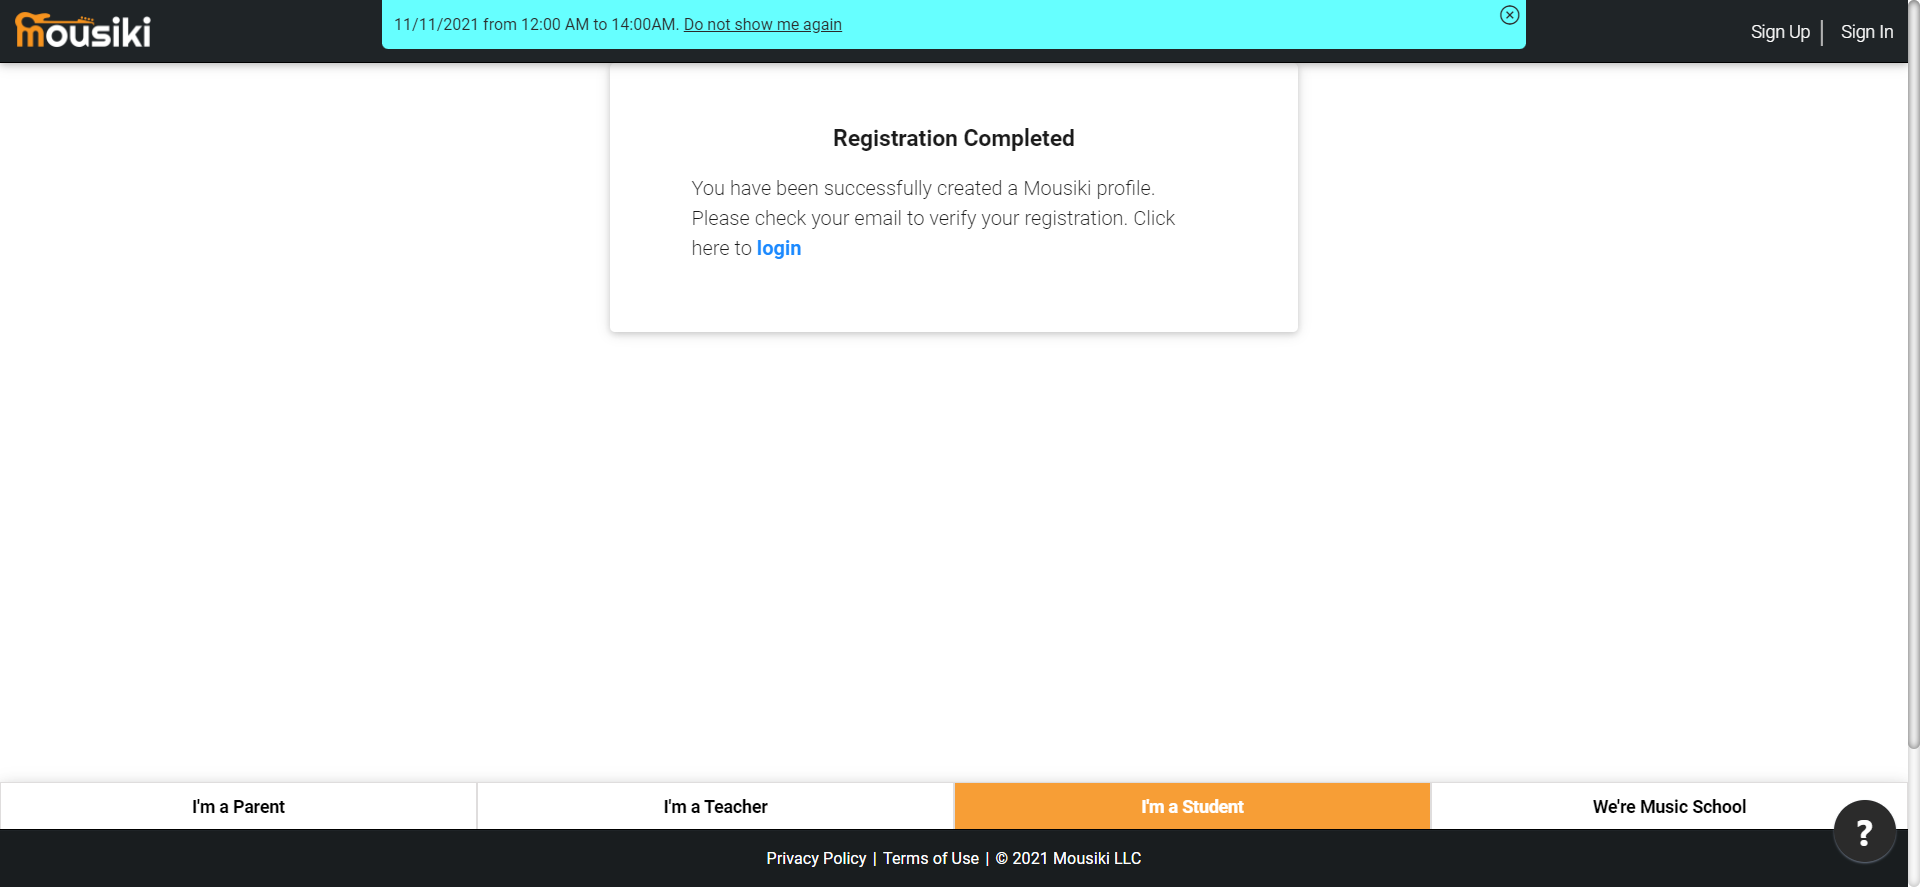 mousiki
11/11/2021 from 12:00 AM to 14:00AM. Do not show me again
Sign Up | Sign In
Registration Completed
You have been successfully created a Mousiki profile.
Please check your email to verify your registration. Click
here to login
I'm a Parent
I'm a Teacher
I'm a Student
We're Music School
?
Privacy Policy | Terms of Use | © 2021 Mousiki LLC